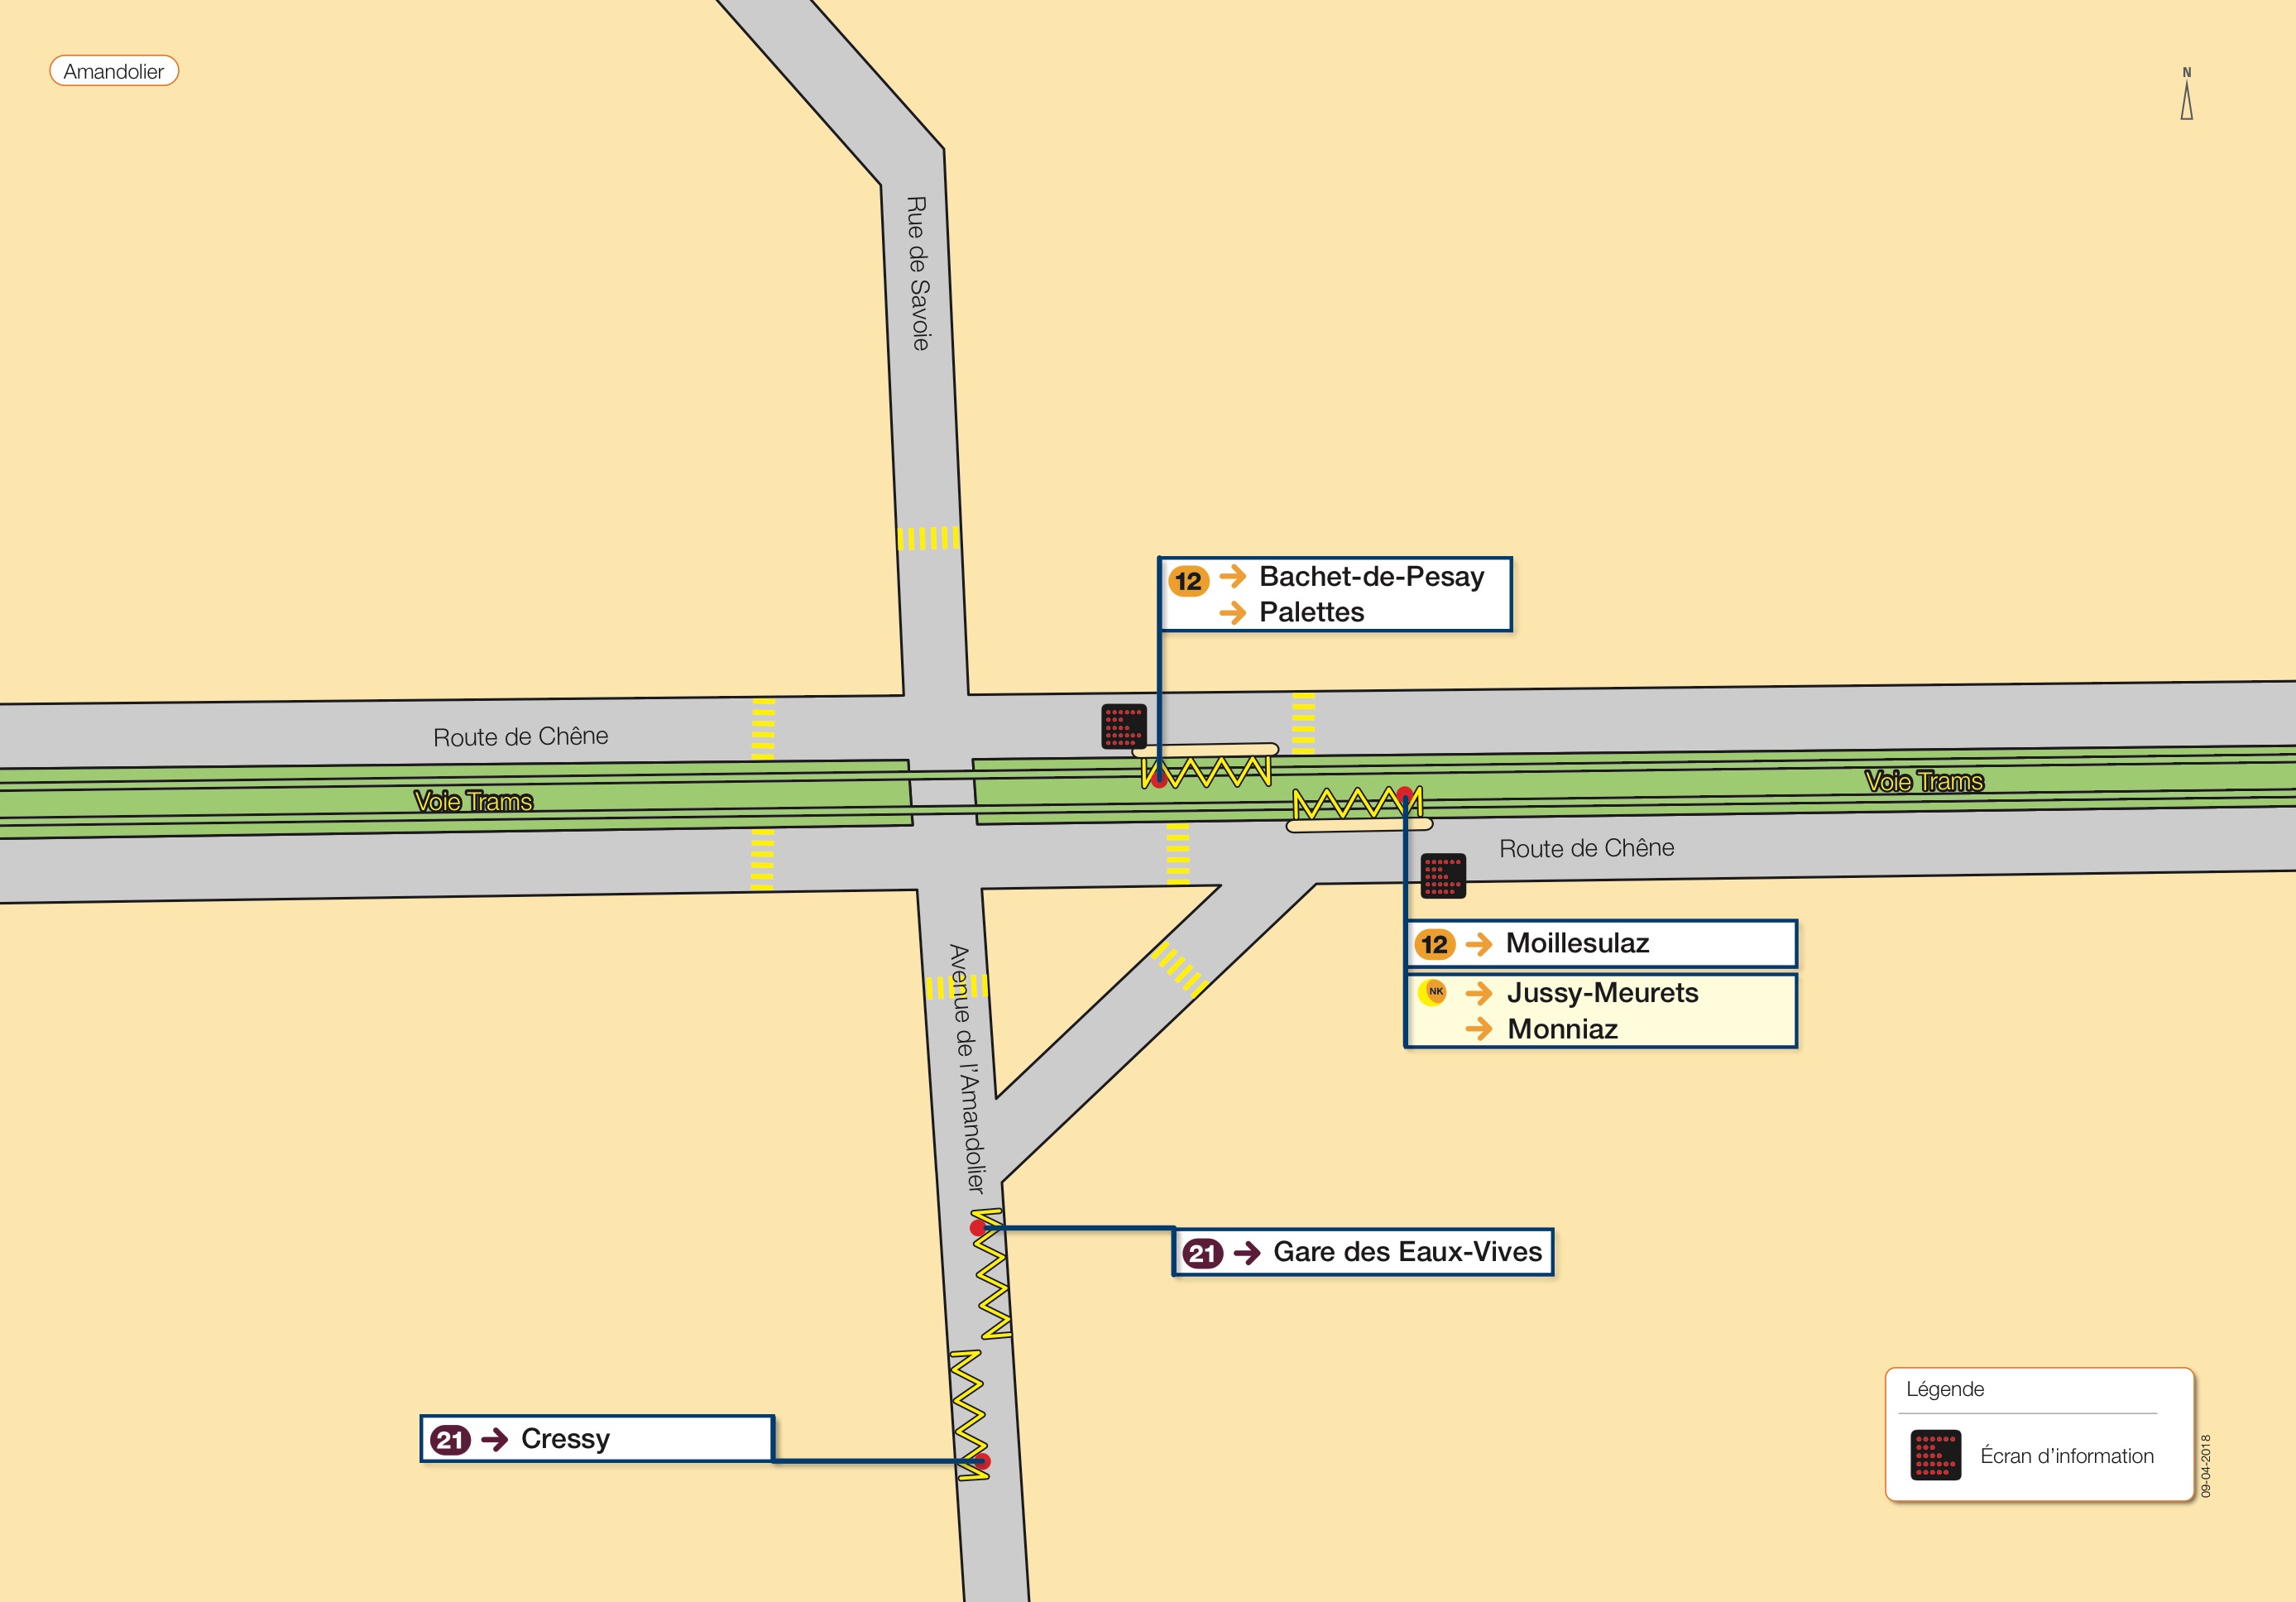 Amandolier
N
Rue de Savoie
12 → Bachet-de-Pesay
→ Palettes
Route de Chêne
Voie Trams
Voie Trams
Route de Chêne
12 → Moillesulaz
NK → Jussy-Meurets
→ Monniaz
Avenue de l'Amandolier
21 → Gare des Eaux-Vives
21 → Cressy
Légende
Écran d'information
09-04-2018